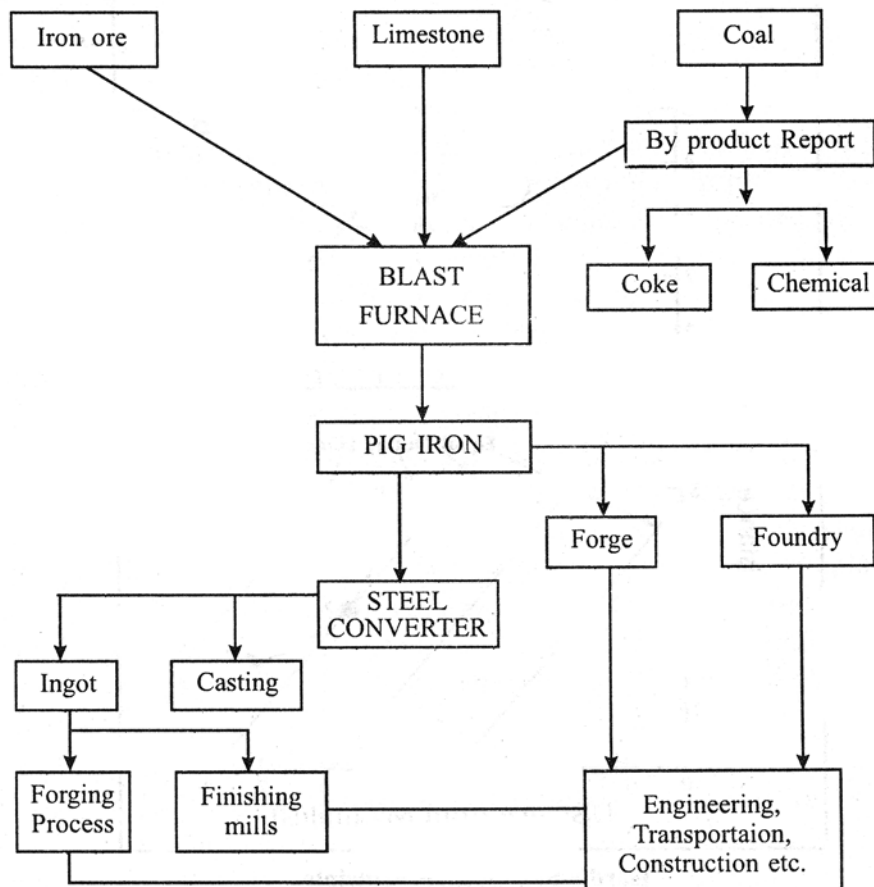 Iron ore
Limestone
Coal
By product Report
Coke
Chemical
BLAST
FURNACE
PIG IRON
Forge
Foundry
STEEL
CONVERTER
Ingot
Casting
Forging
Process
Finishing
mills
Engineering,
Transportaion,
Construction etc.